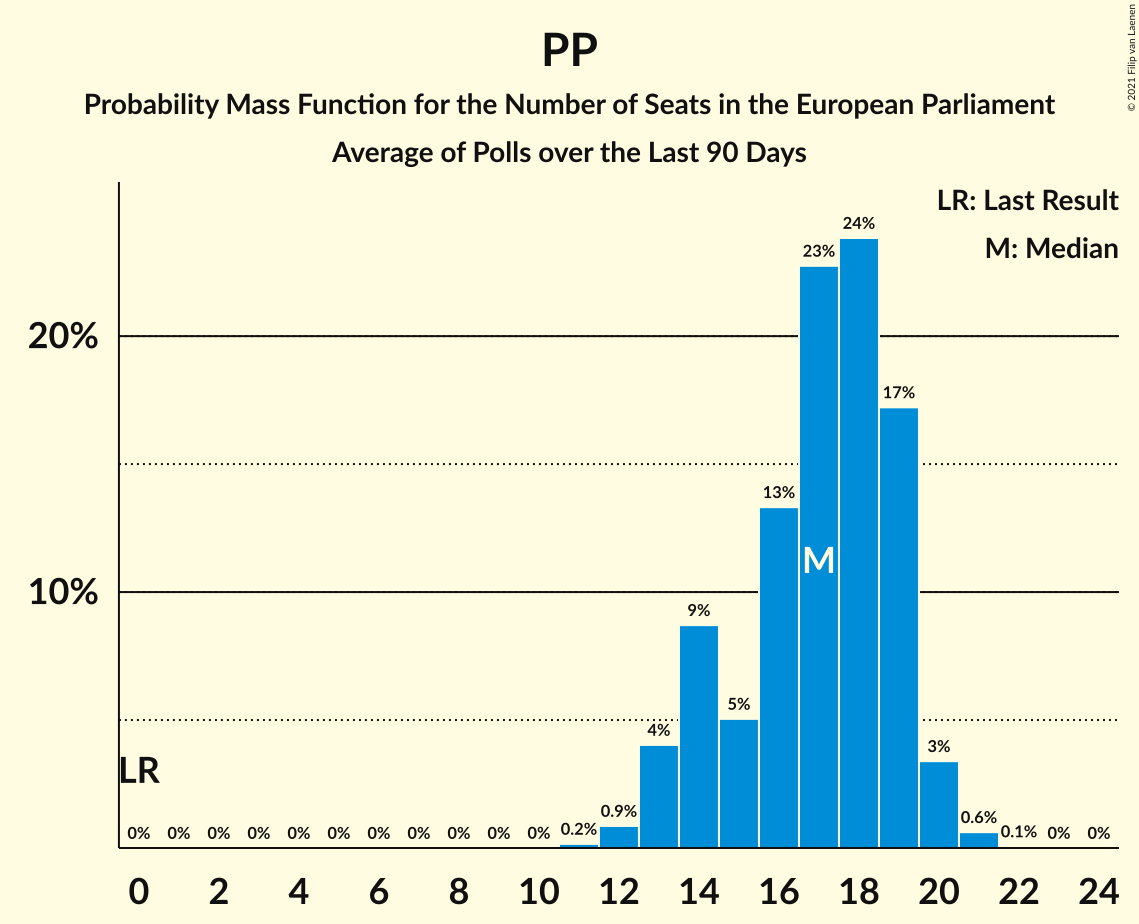 PP
Probability Mass Function for the Number of Seats in the European Parliament
Average of Polls over the Last 90 Days
© 2021 Filip van Laenen
LR: Last Result
M: Median
24%
23%
20%
17%
13%
M
10%
9%
5%
4%
3%
LR
0% 0% 0% 0% 0% 0% 0% 0% 0% 0% 0% 0.2% 0.9% 0.6% 0.1% 0% 0%
0 2 4 6 8 10 12 14 16 18 20 22 24